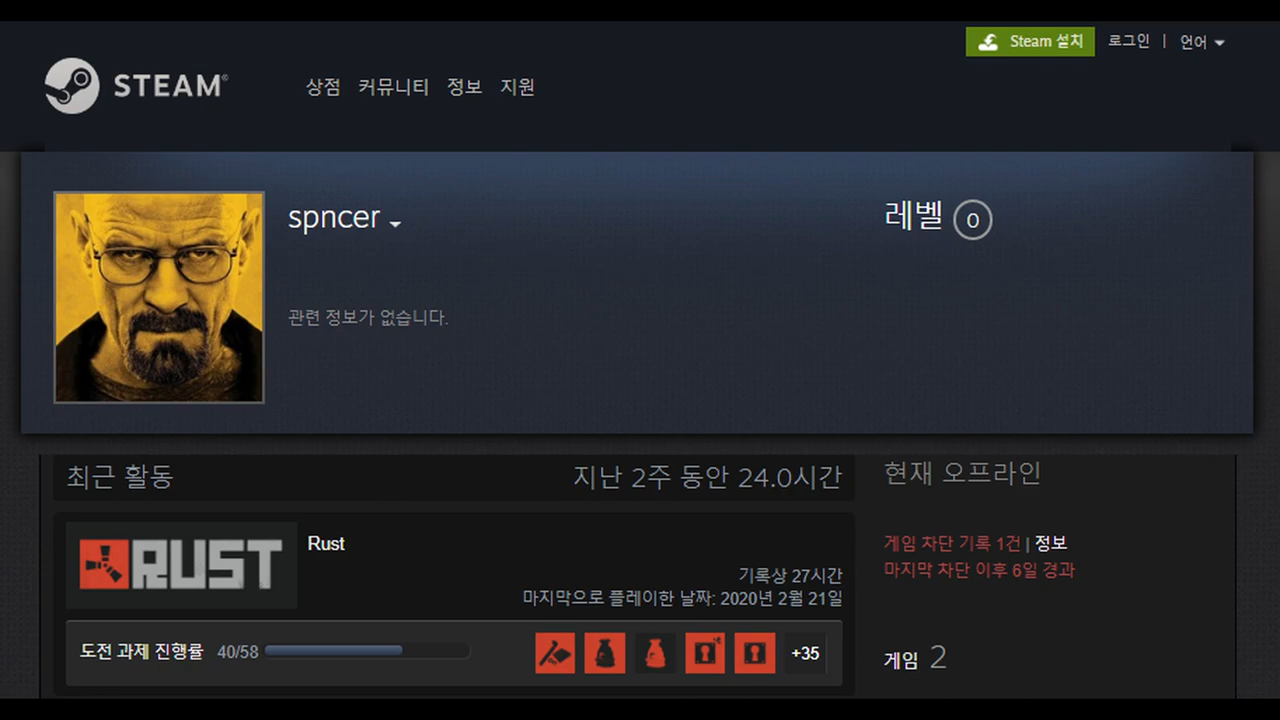 Steam 설치 로그인 | 언어
STEAM®
상점 커뮤니티 정보 지원
spncer
레벨 0
관련 정보가 없습니다.
최근 활동
지난 2주 동안 24.0시간
현재 오프라인
RUST
Rust
기록상 27시간
마지막으로 플레이한 날짜: 2020년 2월 21일
게임 차단 기록 1건 | 정보
마지막 차단 이후 6일 경과
도전 과제 진행률 40/58
+35
게임 2